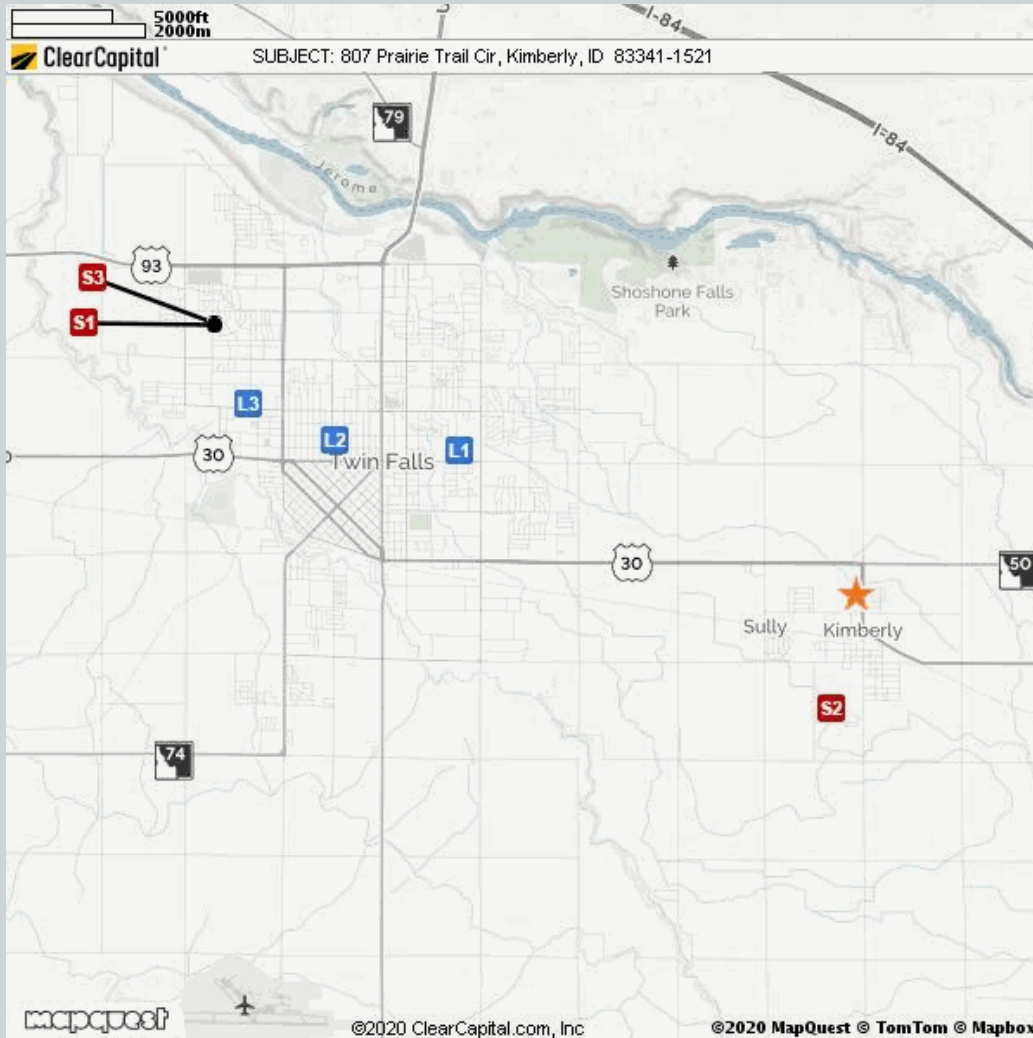 5000ft
2000m
ClearCapital
SUBJECT: 807 Prairie Trail Cir, Kimberly, ID 83341-1521
I-84
79
I-84
Jerome
93
S3
S1
Shoshone Falls
Park
L3
L2
L1
30
Twin Falls
30
50
Sully
Kimberly
S2
74
mapquest
©2020 ClearCapital.com, Inc
©2020 MapQuest © TomTom © Mapbox